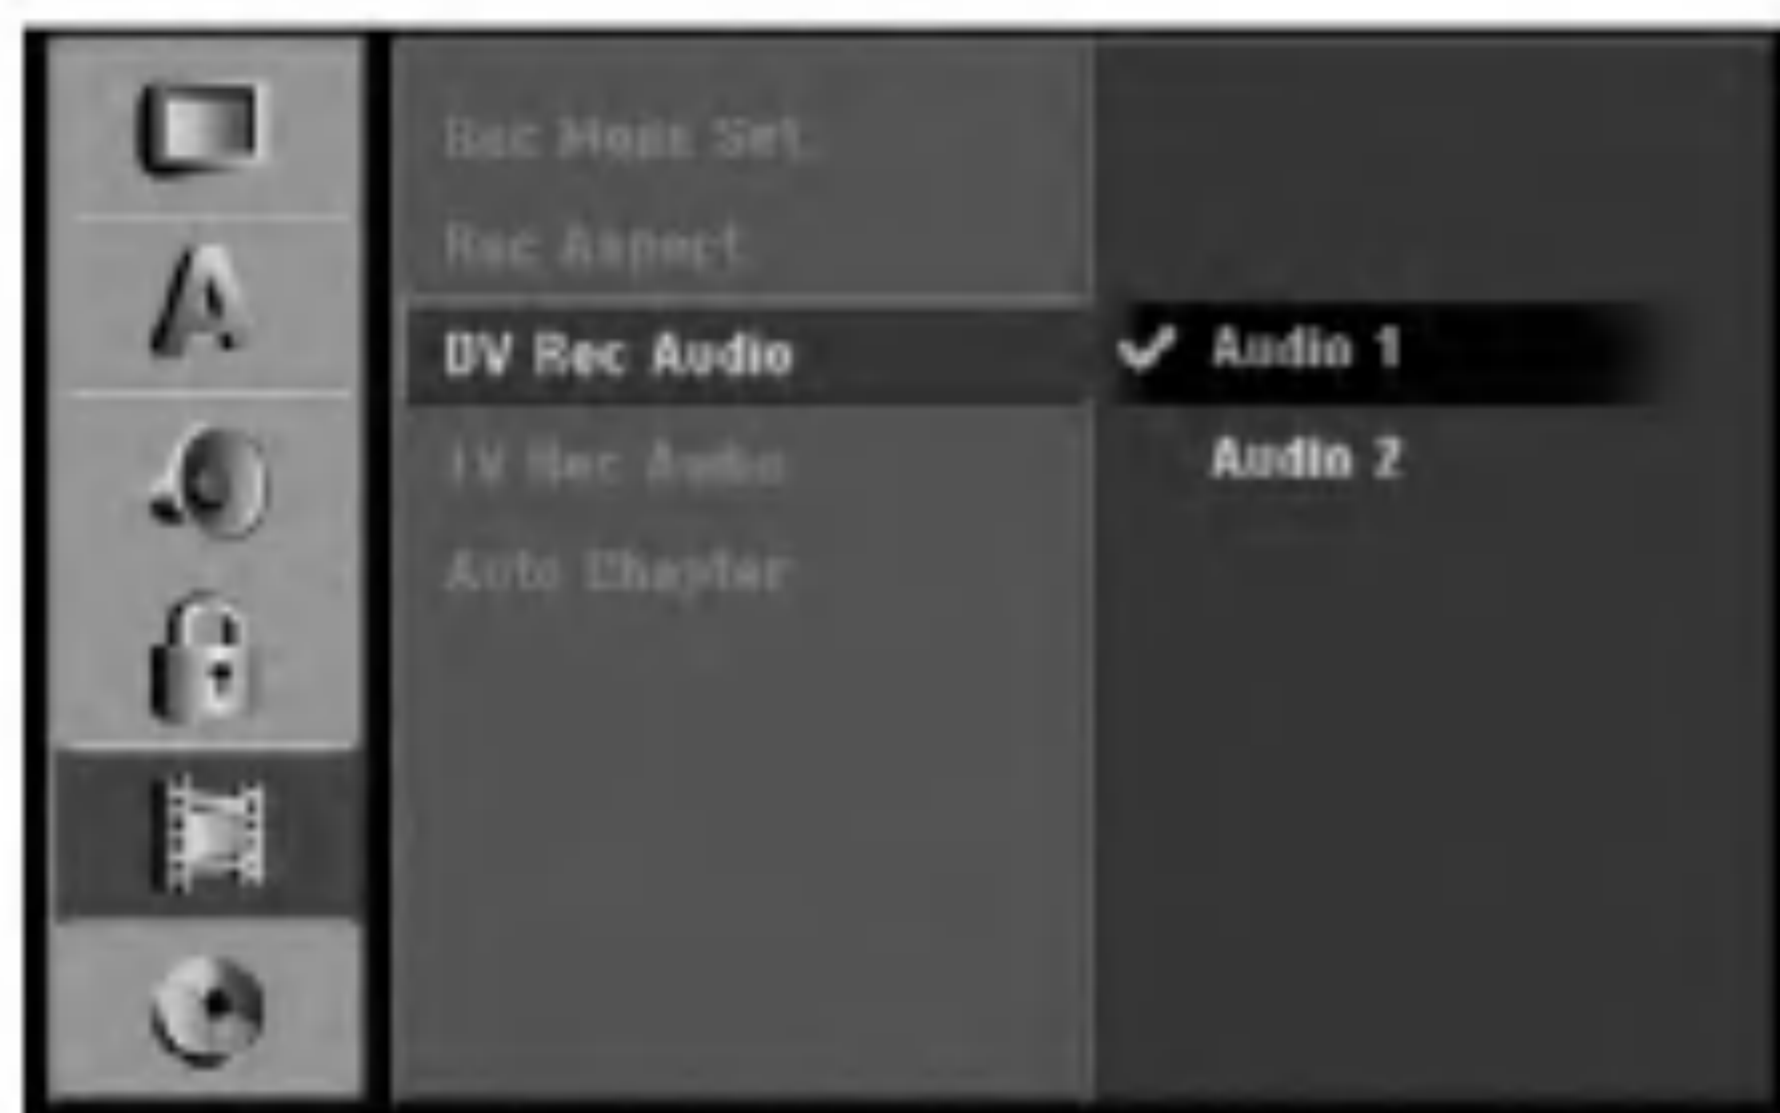 Rec Mode Set
Rec Aspect
DV Rec Audio
Audio 1
TV Rec Audio
Audio 2
Auto Chapter